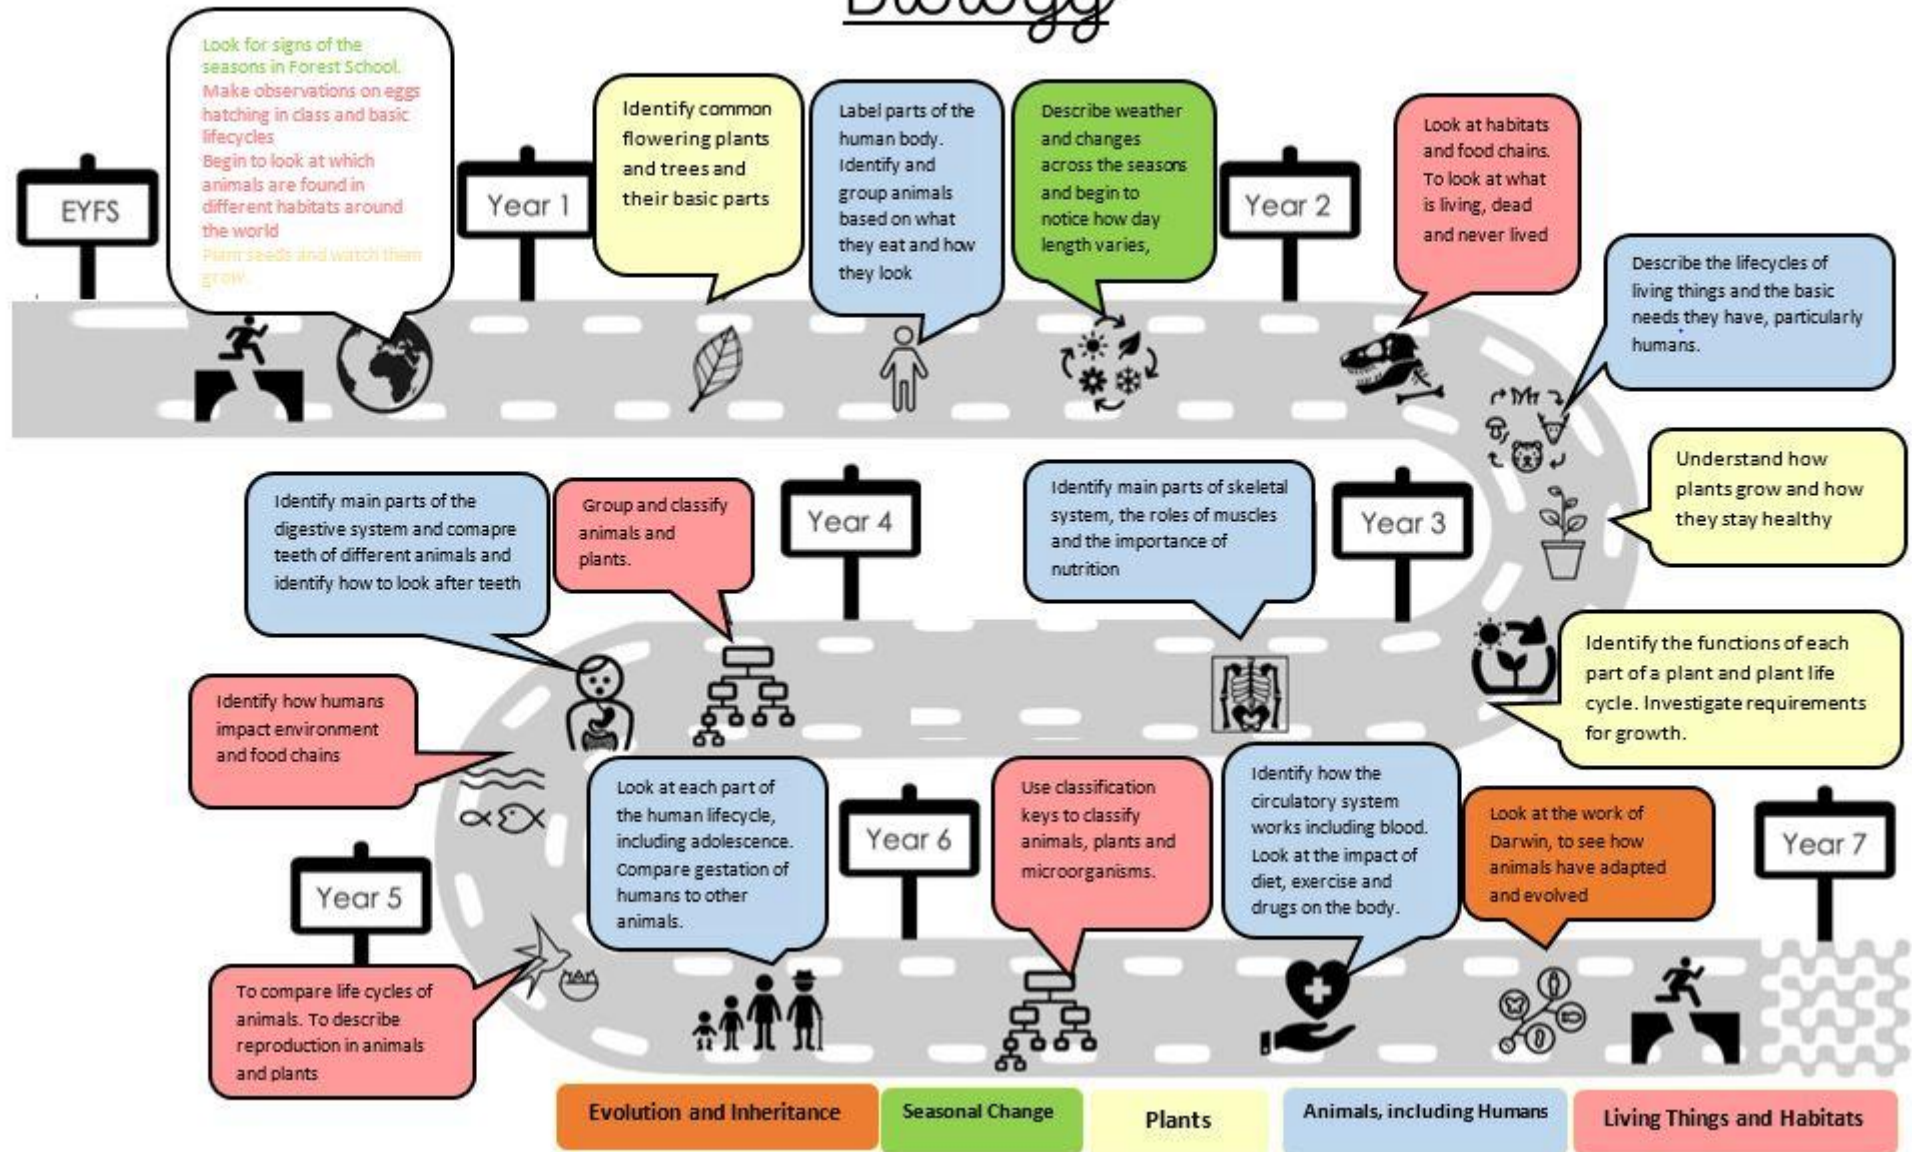 Biology
Look for signs of the
seasons in Forest School.
Make observations on eggs
hatching in class and basic
lifecycles
Begin to look at which
animals are found in
different habitats around
the world
Plant seeds and watch them
grow.
EYFS
Year 1
Identify common
flowering plants
and trees and
their basic parts
Label parts of the
human body.
Identify and
group animals
based on what
they eat and how
they look
Describe weather
and changes
across the seasons
and begin to
notice how day
length varies,
Year 2
Look at habitats
and food chains.
To look at what
is living, dead
and never lived
Describe the lifecycles of
living things and the basic
needs they have, particularly
humans.
Understand how
plants grow and how
they stay healthy
Identify the functions of each
part of a plant and plant life
cycle. Investigate requirements
for growth.
Year 3
Identify main parts of skeletal
system, the roles of muscles
and the importance of
nutrition
Year 4
Group and classify
animals and
plants.
Identify main parts of the
digestive system and comapre
teeth of different animals and
identify how to look after teeth
Identify how humans
impact environment
and food chains
Year 5
To compare life cycles of
animals. To describe
reproduction in animals
and plants
Look at each part of
the human lifecycle,
including adolescence.
Compare gestation of
humans to other
animals.
Year 6
Use classification
keys to classify
animals, plants and
microorganisms.
Identify how the
circulatory system
works including blood.
Look at the impact of
diet, exercise and
drugs on the body.
Look at the work of
Darwin, to see how
animals have adapted
and evolved
Year 7
Evolution and Inheritance
Seasonal Change
Plants
Animals, including Humans
Living Things and Habitats